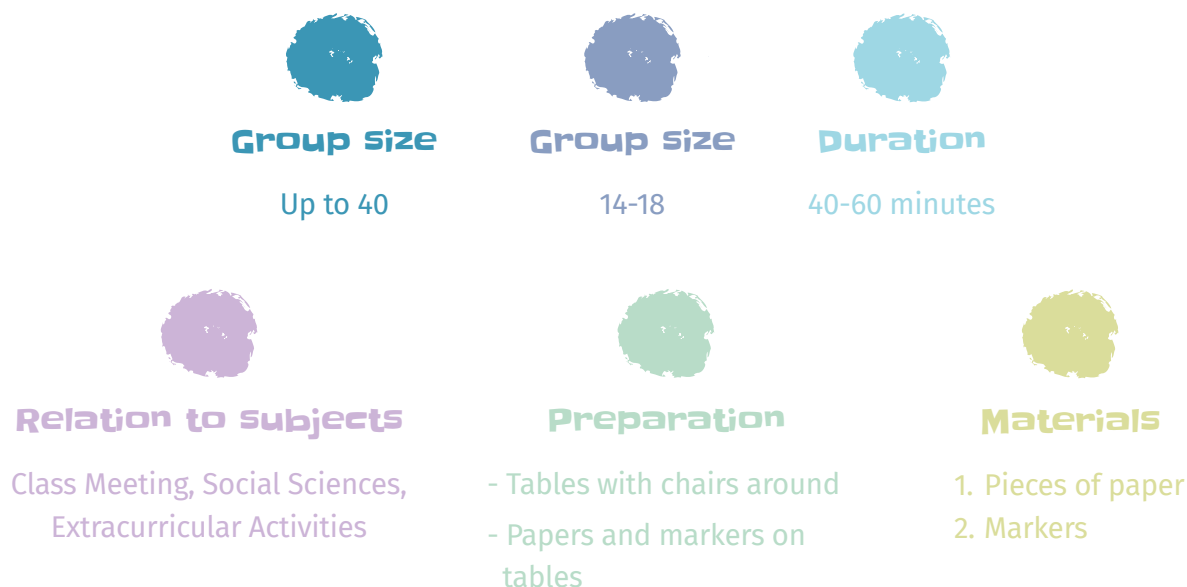 Group size
Up to 40
Group size
14-18
Duration
40-60 minutes
Relation to subjects
Class Meeting, Social Sciences,
Extracurricular Activities
Preparation
- Tables with chairs around
- Papers and markers on
tables
Materials
1. Pieces of paper
2. Markers